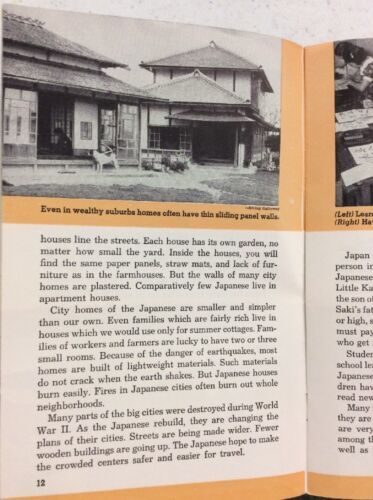 —Ewing Galloway
Even in wealthy suburbs homes often have thin sliding panel walls.
houses line the streets. Each house has its own garden, no
matter how small the yard. Inside the houses, you will
find the same paper panels, straw mats, and lack of fur-
niture as in the farmhouses. But the walls of many city
homes are plastered. Comparatively few Japanese live in
apartment houses.
City homes of the Japanese are smaller and simpler
than our own. Even families which are fairly rich live in
houses which we would use only for summer cottages. Fam-
ilies of workers and farmers are lucky to have two or three
small rooms. Because of the danger of earthquakes, most
homes are built of lightweight materials. Such materials
do not crack when the earth shakes. But Japanese houses
burn easily. Fires in Japanese cities often burn out whole
neighborhoods.
Many parts of the big cities were destroyed during World
War II. As the Japanese rebuild, they are changing the
plans of their cities. Streets are being made wider. Fewer
wooden buildings are going up. The Japanese hope to make
the crowded centers safer and easier to travel.
12
(Left) Lear
(Right) Ha
Japan
person in
Japanese
Little Ka
the son of
Saki's fat
or high, s
must pay
who get
Studen
school lea
Japanese
dren have
read new
Many
they are
among th
well as